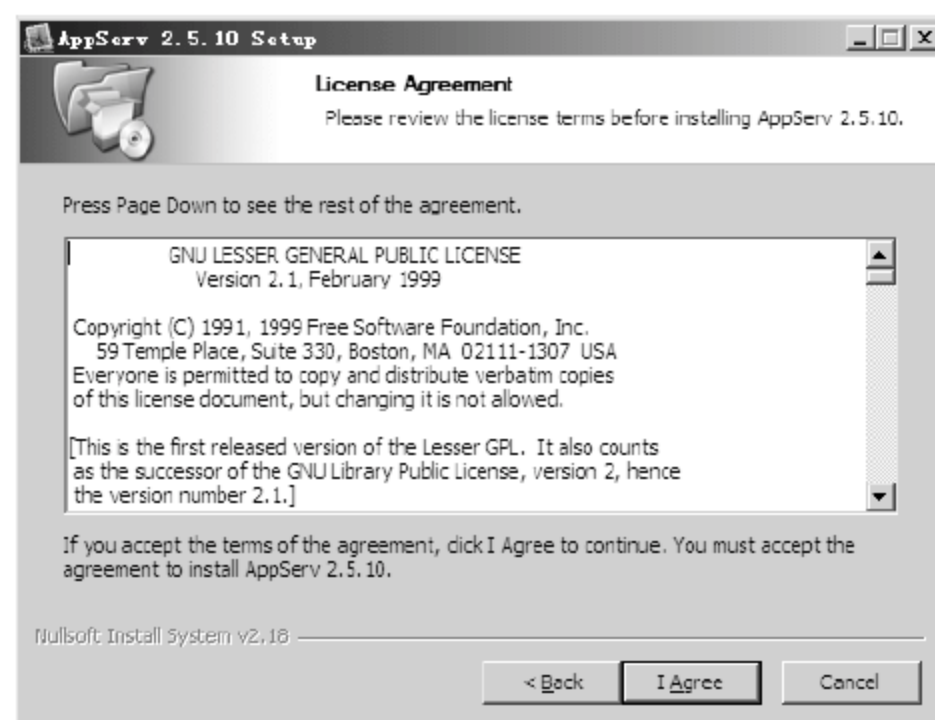 AppServ 2.5.10 Setup
License Agreement
Please review the license terms before installing AppServ 2.5.10.
Press Page Down to see the rest of the agreement.
GNU LESSER GENERAL PUBLIC LICENSE
Version 2.1, February 1999
Copyright (C) 1991, 1999 Free Software Foundation, Inc.
59 Temple Place, Suite 330, Boston, MA 02111-1307 USA
Everyone is permitted to copy and distribute verbatim copies
of this license document, but changing it is not allowed.
[This is the first released version of the Lesser GPL. It also counts
as the successor of the GNU Library Public License, version 2, hence
the version number 2.1.]
If you accept the terms of the agreement, click I Agree to continue. You must accept the
agreement to install AppServ 2.5.10.
Nullsoft Install System v2.18
< Back I Agree Cancel